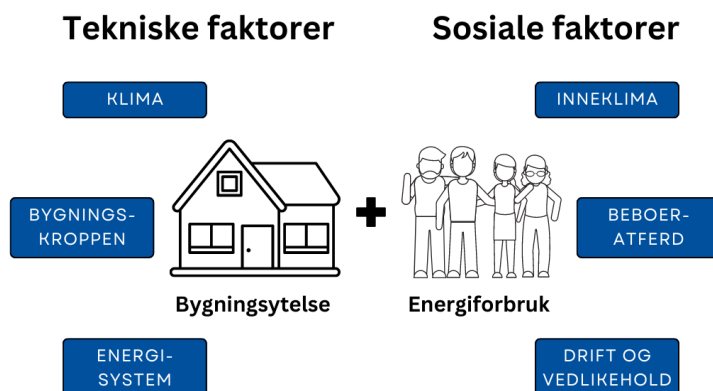 Tekniske faktorer
Sosiale faktorer
KLIMA
INNEKLIMA
BYGNINGS-
KROPPEN
BEBOER-
ATFERD
Bygningsytelse
Energiforbruk
ENERGI-
SYSTEM
DRIFT OG
VEDLIKEHOLD